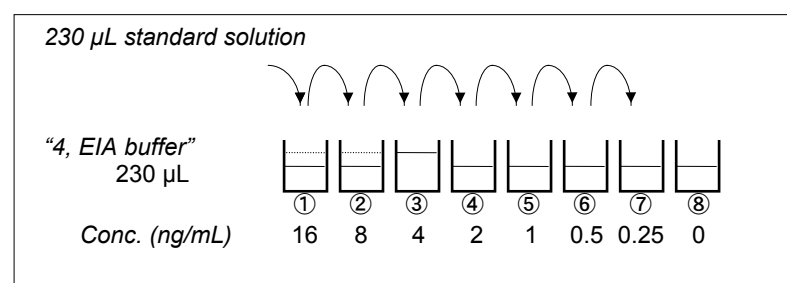 230 µL standard solution
“4, EIA buffer”
230 µL
① ② ③ ④ ⑤ ⑥ ⑦ ⑧
Conc. (ng/mL) 16 8 4 2 1 0.5 0.25 0